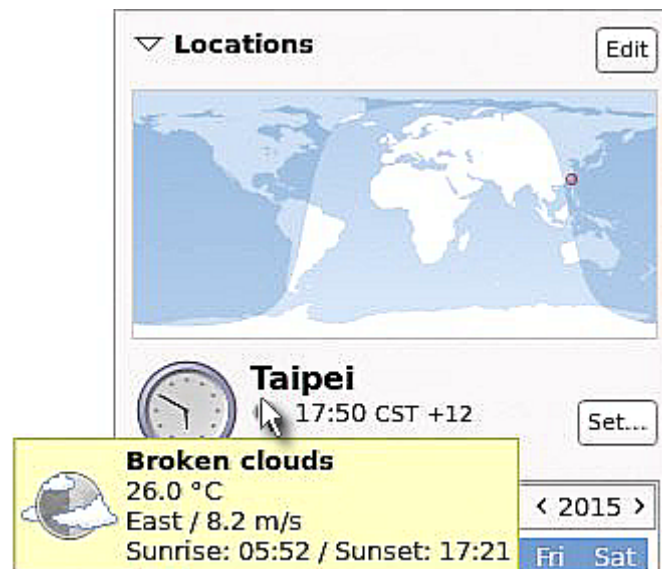 Locations
Edit
Taipei
17:50 CST +12
Set...
Broken clouds
26.0 °C
East / 8.2 m/s
Sunrise: 05:52 / Sunset: 17:21
< 2015 >
Fri Sat